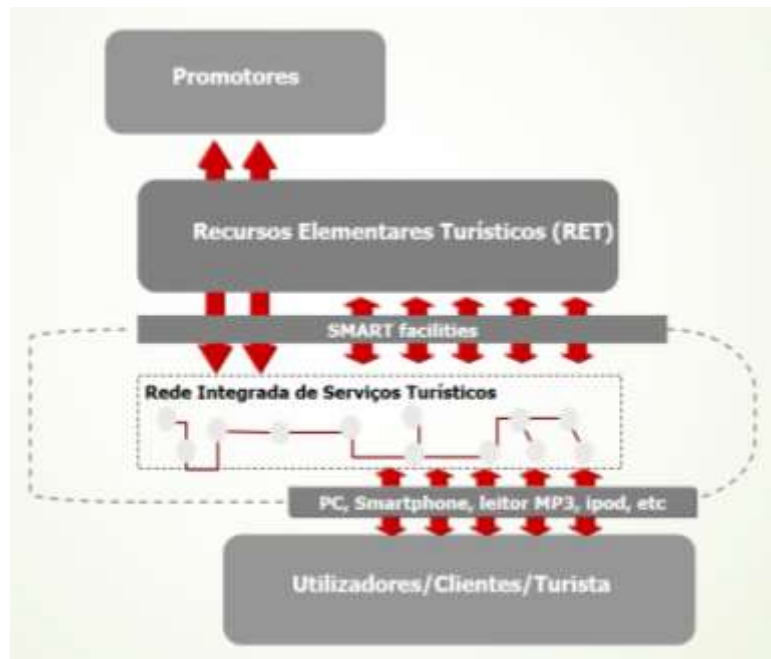 Promotores
Recursos Elementares Turísticos (RET)
SMART facilities
Rede Integrada de Serviços Turísticos
PC, Smartphone, leitor MP3, ipod, etc
Utilizadores/Clientes/Turista